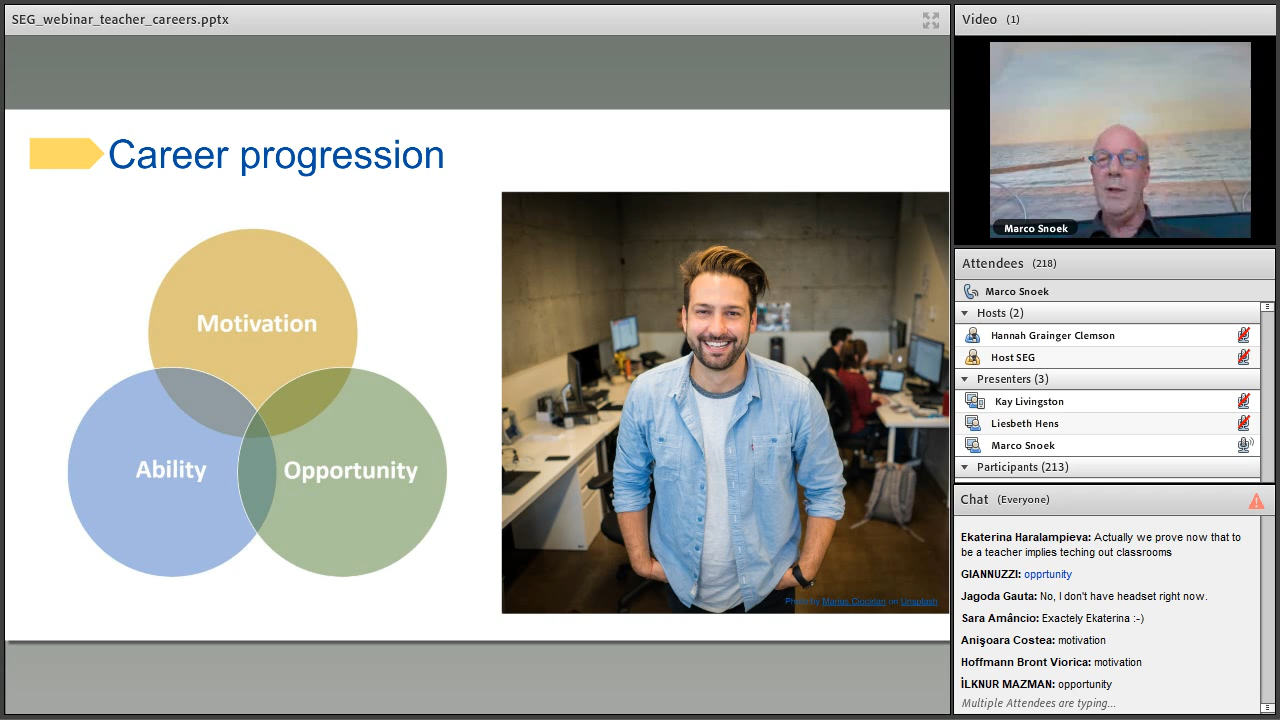 SEG_webinar_teacher_careers.pptx
Career progression
Motivation
Ability
Opportunity
Photo by Marius Ciocirlan on Unsplash
Video (1)
Marco Snoek
Attendees (218)
Marco Snoek
Hosts (2)
Hannah Grainger Clemson
Host SEG
Presenters (3)
Kay Livingston
Liesbeth Hens
Marco Snoek
Participants (213)
Chat (Everyone)
Ekaterina Haralampieva: Actually we prove now that to
be a teacher implies teching out classrooms
GIANNUZZI: opprtunity
Jagoda Gauta: No, I don't have headset right now.
Sara Amâncio: Exactely Ekaterina :-)
Anişoara Costea: motivation
Hoffmann Bront Viorica: motivation
İLKNUR MAZMAN: opportunity
Multiple Attendees are typing...